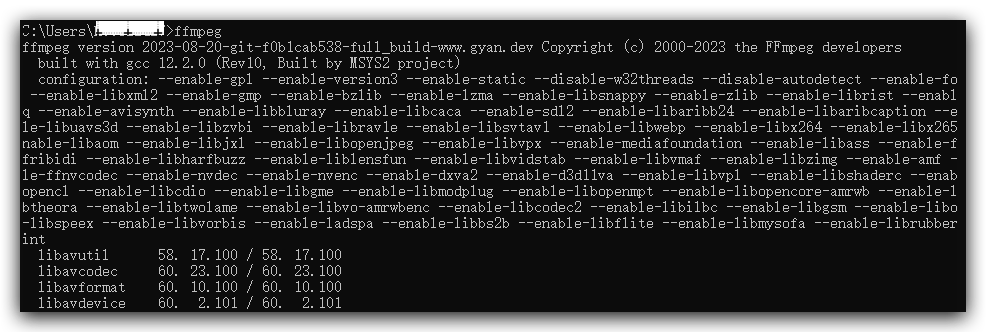 C:\Users\ >ffmpeg
ffmpeg version 2023-08-20-git-f0b1cab538-full_build-www.gyan.dev Copyright (c) 2000-2023 the FFmpeg developers
built with gcc 12.2.0 (Rev10, Built by MSYS2 project)
configuration: --enable-gpl --enable-version3 --enable-static --disable-w32threads --disable-autodetect --enable-fo
--enable-libxml2 --enable-gmp --enable-bzlib --enable-lzma --enable-libsnappy --enable-zlib --enable-librist --enabl
q --enable-avisynth --enable-libbluray --enable-libcaca --enable-sdl2 --enable-libaribb24 --enable-libaribcaption --e
le-libuavs3d --enable-libzvbi --enable-librav1e --enable-libsvtav1 --enable-libwebp --enable-libx264 --enable-libx265
nable-libaom --enable-libjxl --enable-libopenjpeg --enable-libvpx --enable-mediafoundation --enable-libass --enable-f
fribidi --enable-libharfbuzz --enable-liblensfun --enable-libvidstab --enable-libvmaf --enable-libzimg --enable-amf -
le-ffnvcodec --enable-nvdec --enable-nvenc --enable-dxva2 --enable-d3d11va --enable-libvpl --enable-libshaderc --enab
opencl --enable-libcdio --enable-libgme --enable-libmodplug --enable-libopenmpt --enable-libopencore-amrwb --enable-l
btheora --enable-libtwolame --enable-libvo-amrwbenc --enable-libcodec2 --enable-libilbc --enable-libgsm --enable-libo
-libspeex --enable-libvorbis --enable-ladspa --enable-libbs2b --enable-libflite --enable-libmysofa --enable-librubber
int
libavutil 58. 17.100 / 58. 17.100
libavcodec 60. 23.100 / 60. 23.100
libavformat 60. 10.100 / 60. 10.100
libavdevice 60. 2.101 / 60. 2.101